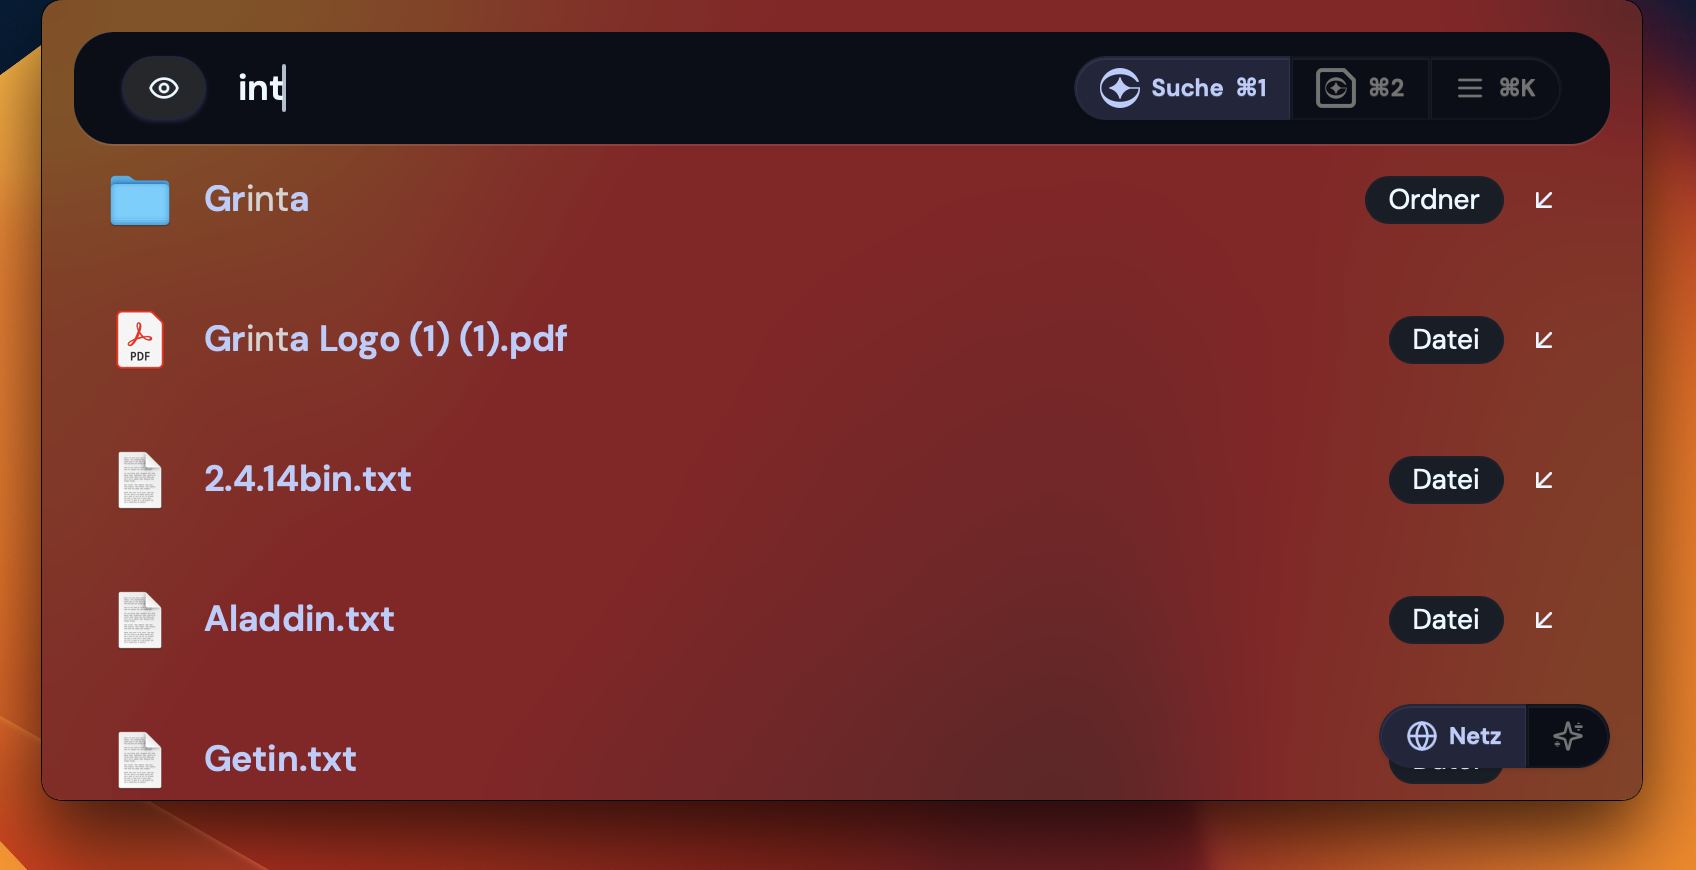 int
Suche ⌘1
⌘2
⌘K
Grinta
Ordner
Grinta Logo (1) (1).pdf
PDF
Datei
2.4.14bin.txt
Datei
Aladdin.txt
Datei
Getin.txt
Netz